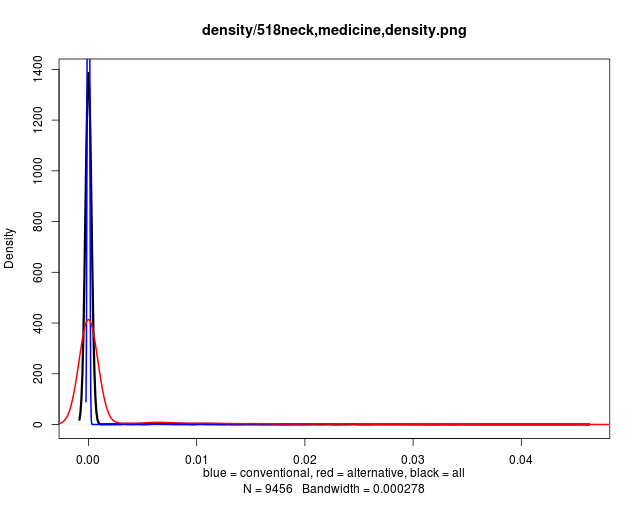 density/518neck,medicine,density.png
1400
1200
1000
800
600
400
200
0
Density
0.00 0.01 0.02 0.03 0.04
blue = conventional, red = alternative, black = all
N = 9456 Bandwidth = 0.000278